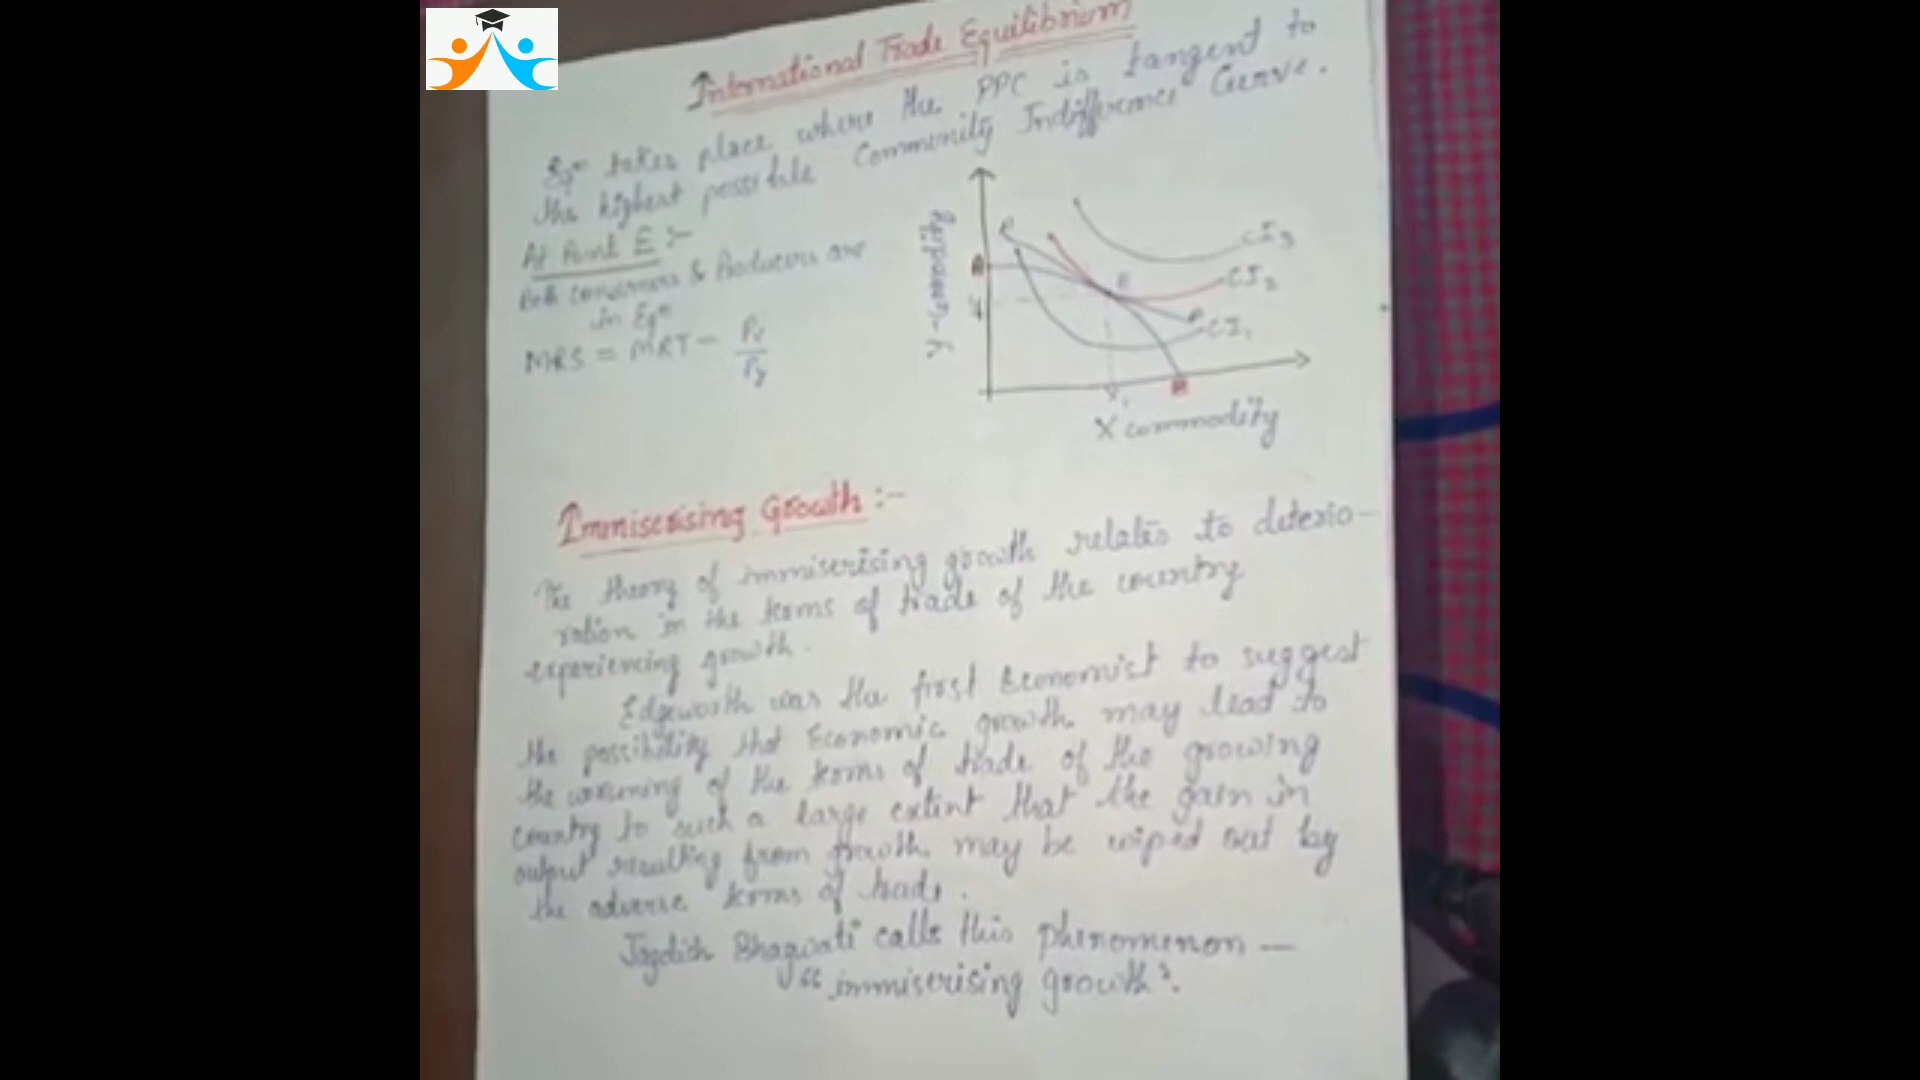 International Trade Equilibrium
Eqm takes place where the PPC is tangent to
the highest possible Community Indifference Curve.
At Point E :-
Both consumers & Producers are
in Eqm
MRS = MRT - Px
Py
Y-commodity
P
A
E
P
B
CI3
CI2
CI1
X commodity
Immiserising Growth :-
The theory of immiserising growth relates to deterio-
ration in the terms of trade of the country
experiencing growth.
Edgeworth was the first Economist to suggest
the possibility that Economic growth may lead to
the worsening of the terms of trade of the growing
country to such a large extent that the gain in
output resulting from growth may be wiped out by
the adverse terms of trade.
Jagdish Bhagwati calls this phenomenon —
"immiserising growth".